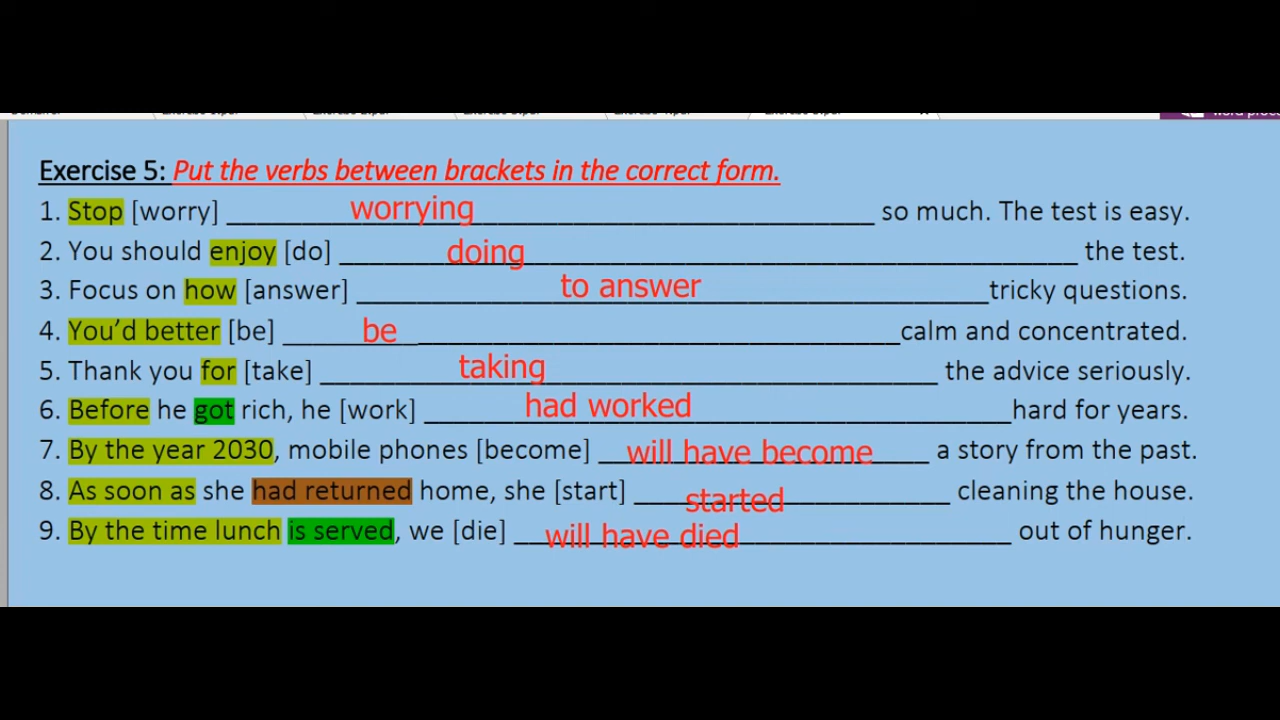 Exercise 5: Put the verbs between brackets in the correct form.
1. Stop [worry] worrying so much. The test is easy.
2. You should enjoy [do] doing the test.
3. Focus on how [answer] to answer tricky questions.
4. You’d better [be] be calm and concentrated.
5. Thank you for [take] taking the advice seriously.
6. Before he got rich, he [work] had worked hard for years.
7. By the year 2030, mobile phones [become] will have become a story from the past.
8. As soon as she had returned home, she [start] started cleaning the house.
9. By the time lunch is served, we [die] will have died out of hunger.